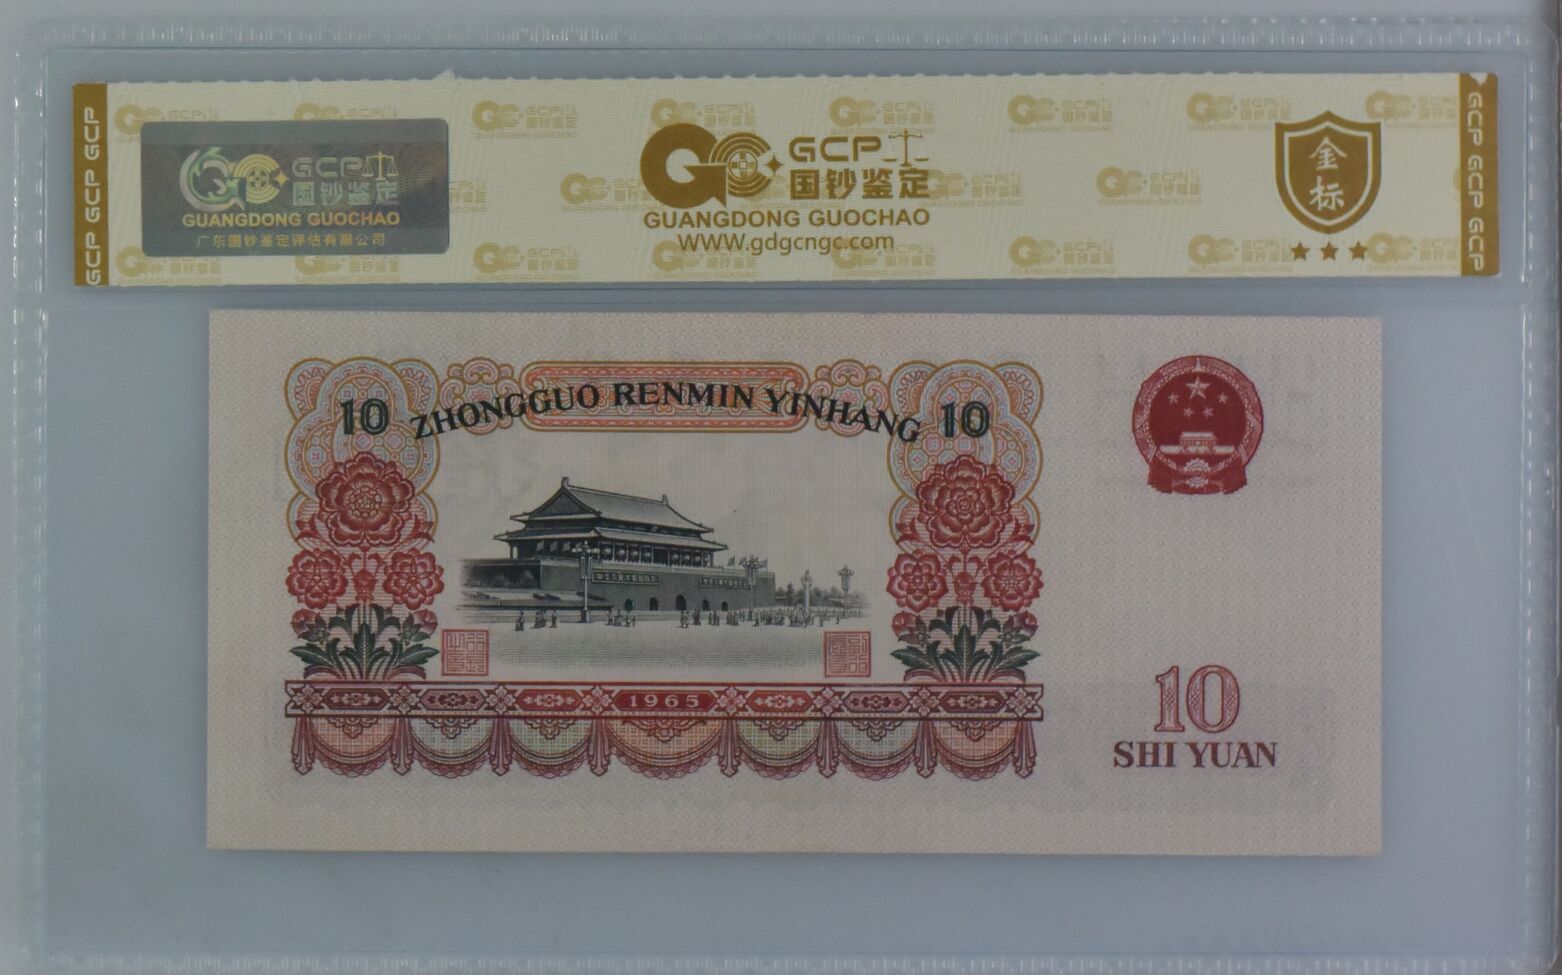 GCP GCP GCP
GCP
国钞鉴定
GUANGDONG GUOCHAO
广东国钞鉴定评估有限公司
GCP
国钞鉴定
GUANGDONG GUOCHAO
WWW.gdgcngc.com
金标
GCP GCP GCP
10 ZHONGGUO RENMIN YINHANG 10
1965
10
SHI YUAN